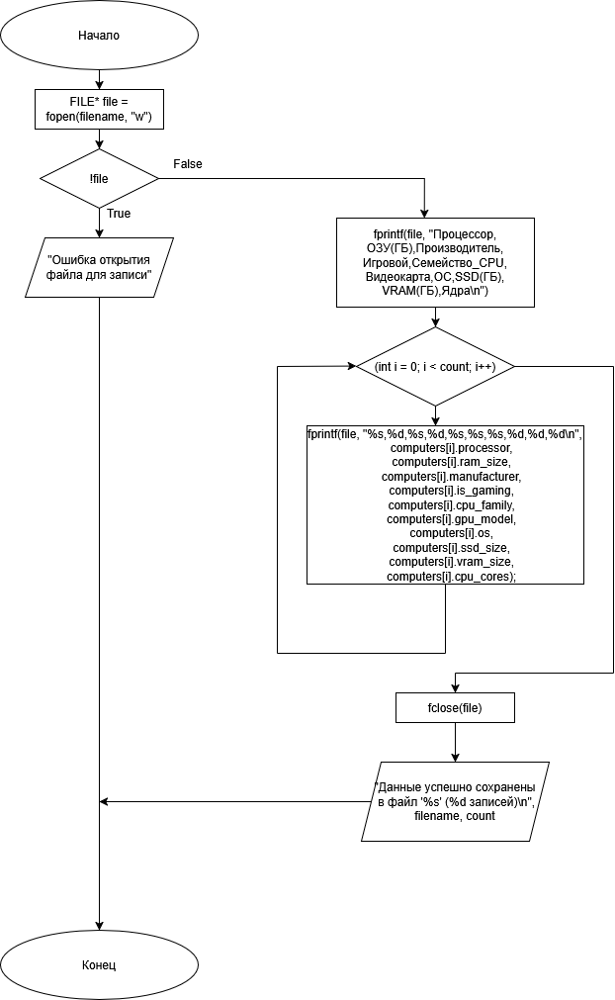 Начало
FILE* file =
fopen(filename, "w")
!file
False
True
"Ошибка открытия
файла для записи"
fprintf(file, "Процессор,
ОЗУ(ГБ),Производитель,
Игровой,Семейство_CPU,
Видеокарта,ОС,SSD(ГБ),
VRAM(ГБ),Ядра\n")
(int i = 0; i < count; i++)
fprintf(file, "%s,%d,%s,%d,%s,%s,%s,%d,%d,%d\n",
computers[i].processor,
computers[i].ram_size,
computers[i].manufacturer,
computers[i].is_gaming,
computers[i].cpu_family,
computers[i].gpu_model,
computers[i].os,
computers[i].ssd_size,
computers[i].vram_size,
computers[i].cpu_cores);
fclose(file)
"Данные успешно сохранены
в файл '%s' (%d записей)\n",
filename, count
Конец